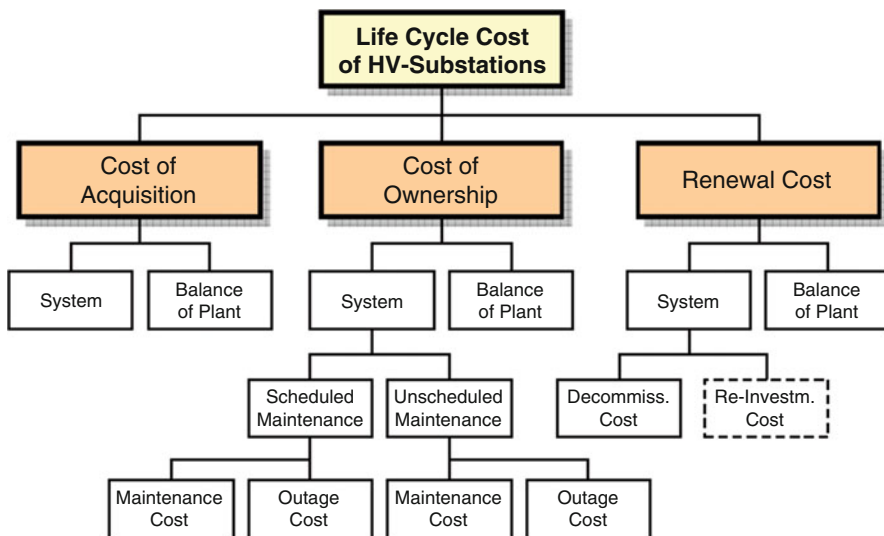 Life Cycle Cost
of HV-Substations
Cost of
Acquisition
Cost of
Ownership
Renewal Cost
System
Balance
of Plant
System
Balance
of Plant
System
Balance
of Plant
Scheduled
Maintenance
Unscheduled
Maintenance
Decommiss.
Cost
Re-Investm.
Cost
Maintenance
Cost
Outage
Cost
Maintenance
Cost
Outage
Cost